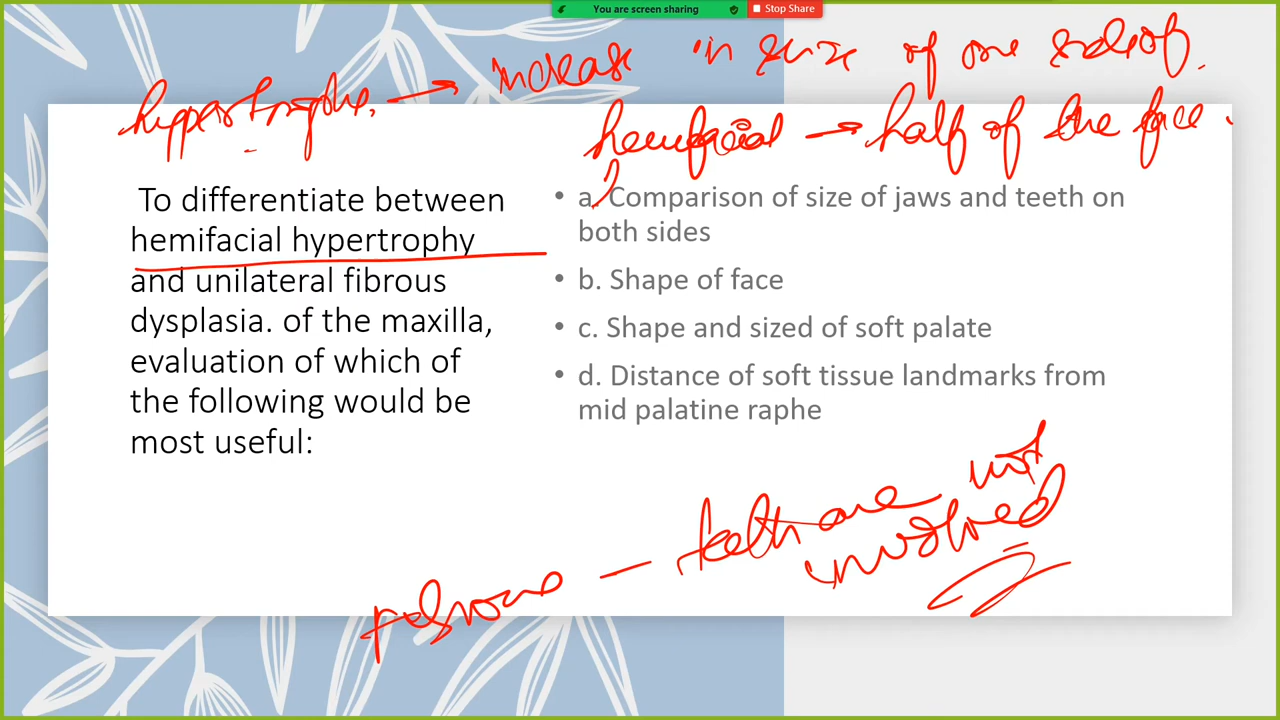 You are screen sharing Stop Share
hypertrophy → increase in size of one side of.
hemifacial → half of the face.
To differentiate between
hemifacial hypertrophy
and unilateral fibrous
dysplasia. of the maxilla,
evaluation of which of
the following would be
most useful:
• a. Comparison of size of jaws and teeth on
both sides
• b. Shape of face
• c. Shape and sized of soft palate
• d. Distance of soft tissue landmarks from
mid palatine raphe
fibrous — teeth are not
involved